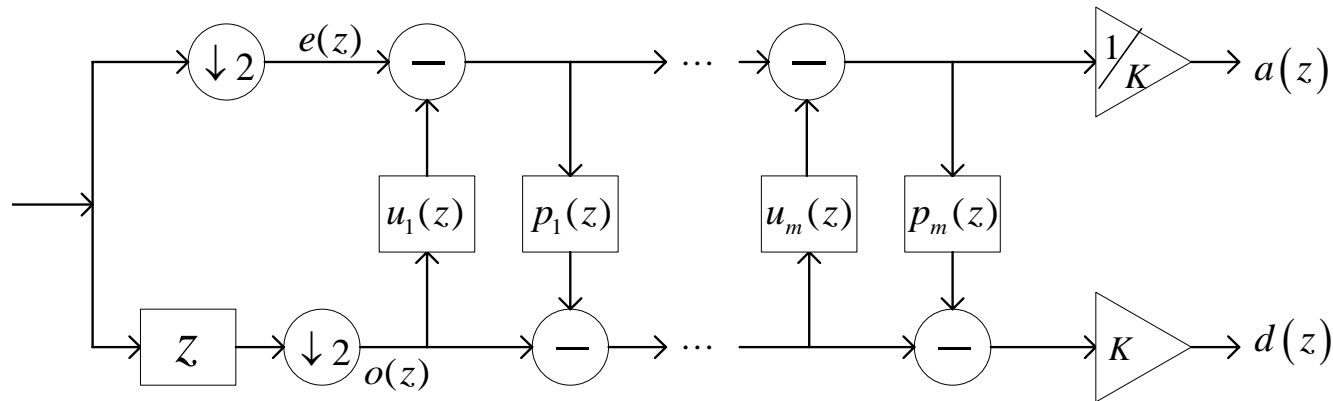 ↓2 e(z) − ⋯ − 1/K a(z)
u₁(z) p₁(z) uₘ(z) pₘ(z)
z ↓2 o(z) − ⋯ − K d(z)